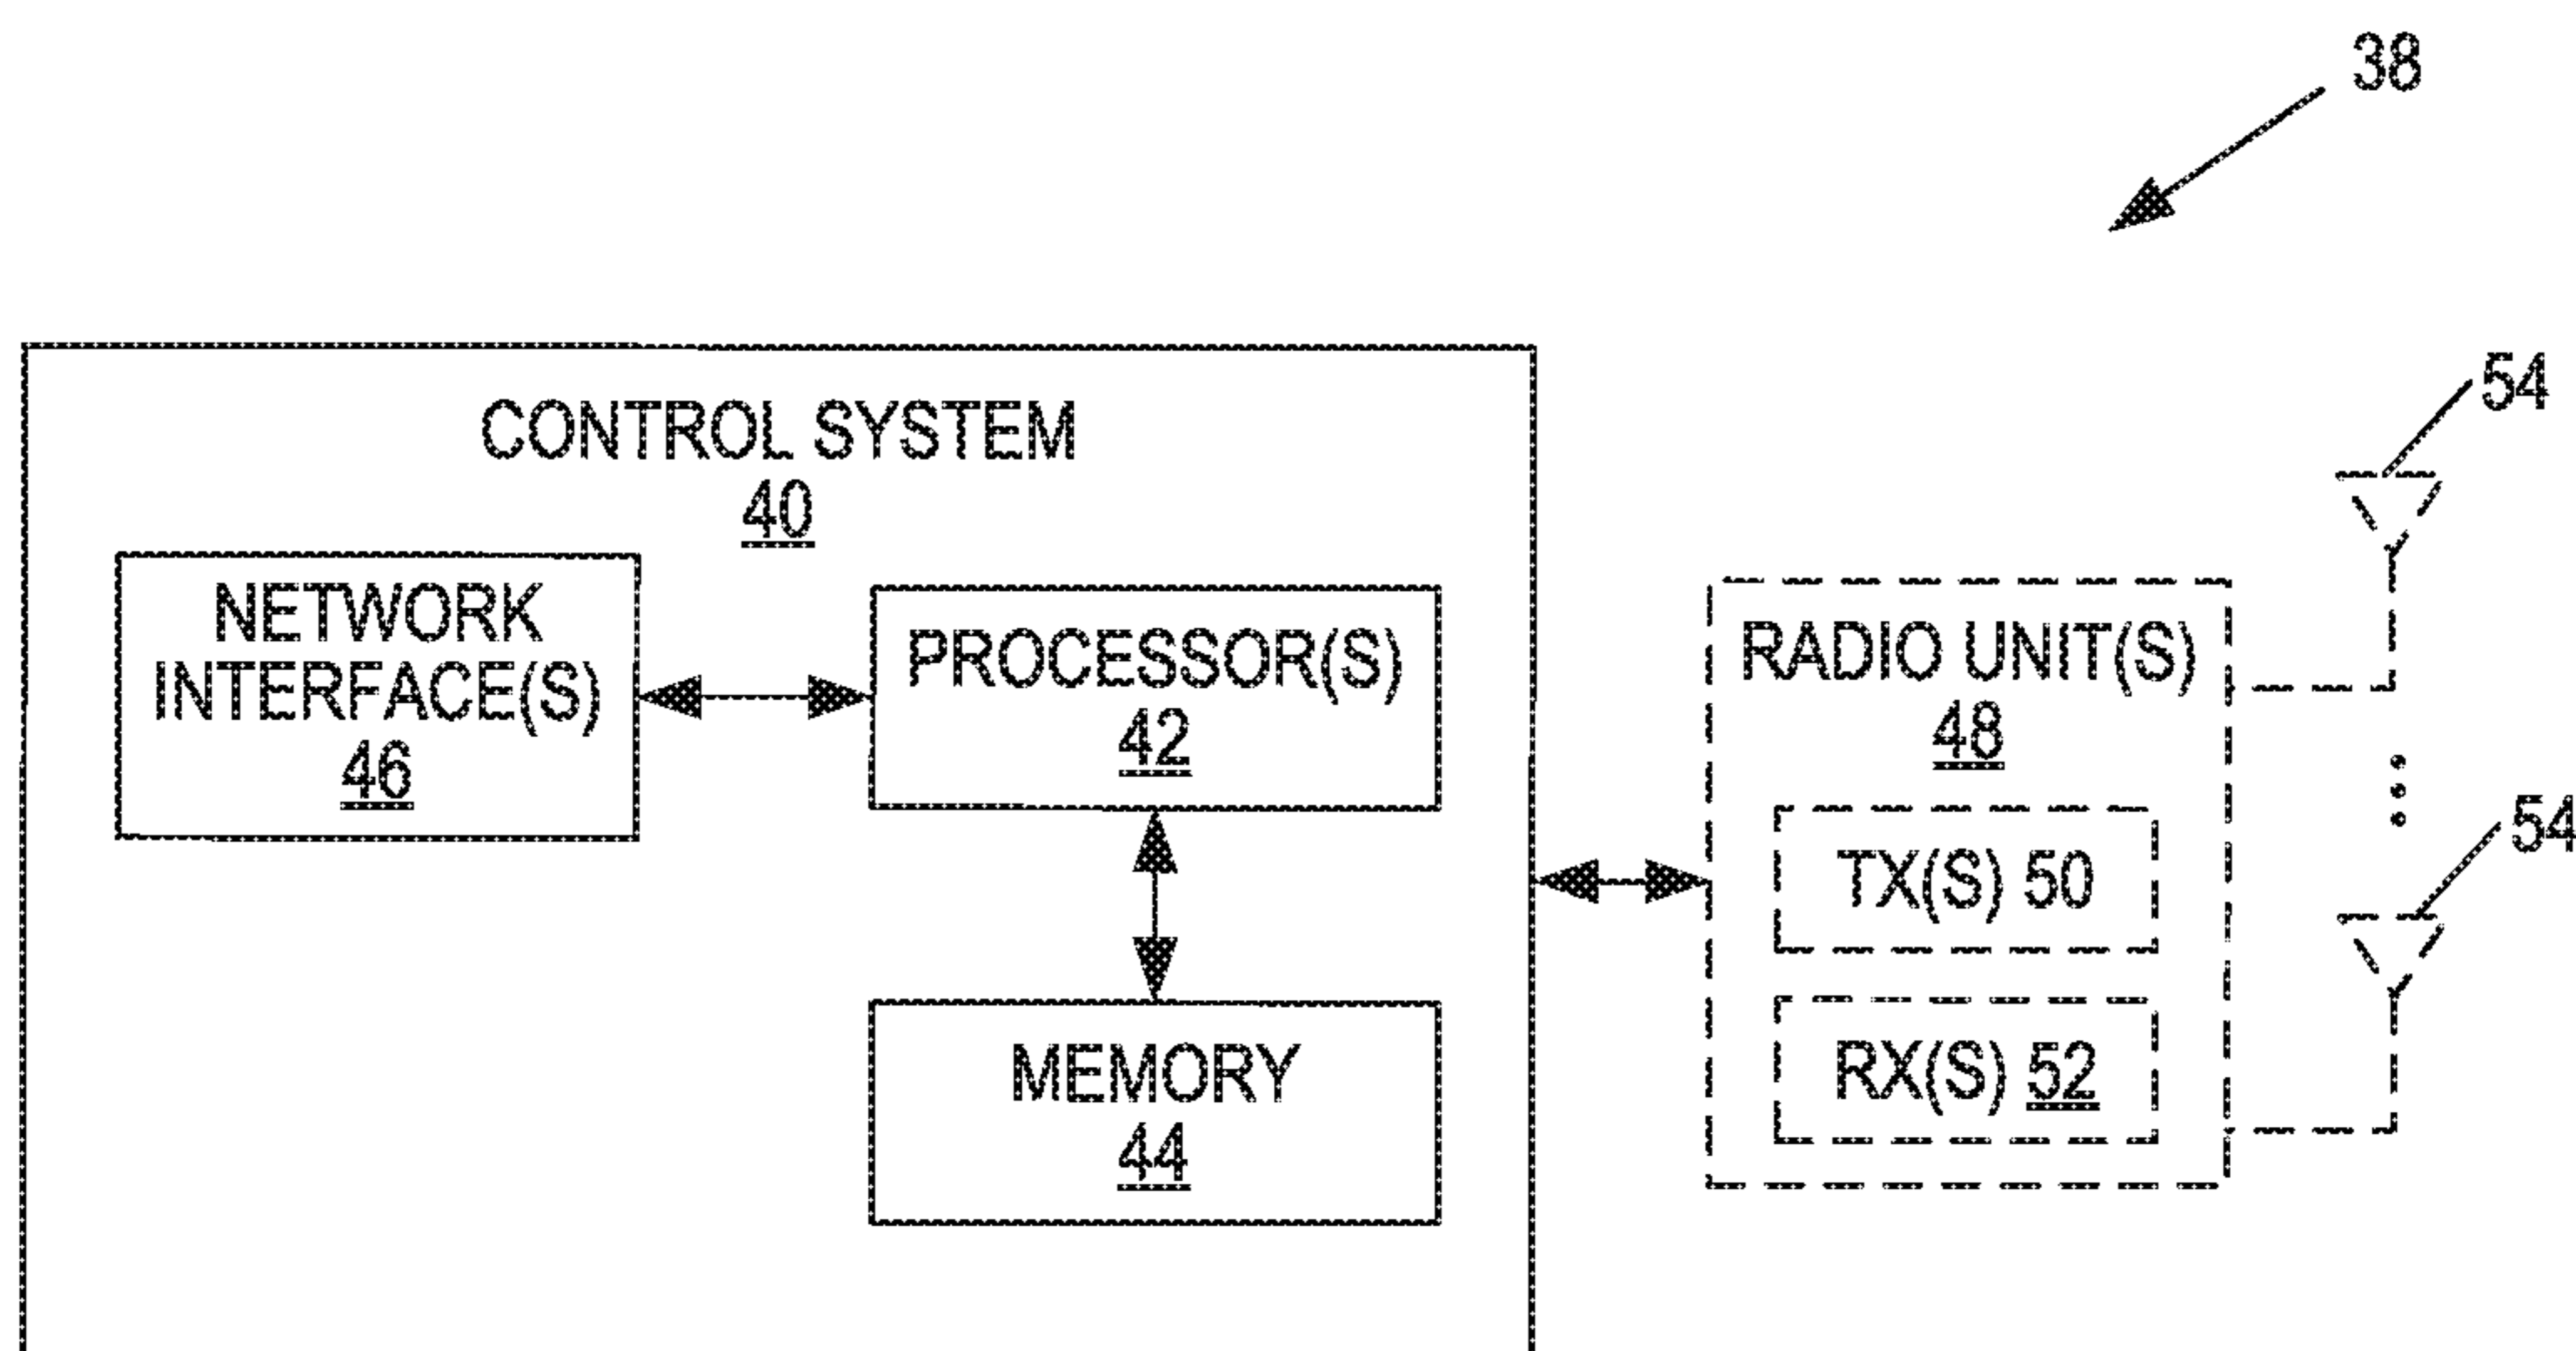 38
CONTROL SYSTEM
40
NETWORK
INTERFACE(S)
46
PROCESSOR(S)
42
MEMORY
44
RADIO UNIT(S)
48
TX(S) 50
RX(S) 52
54
54